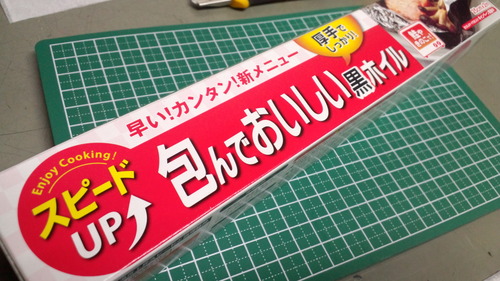 早い!カンタン!新メニュー
厚手で
しっかり!
Enjoy Cooking!
スピード
UP
包んでおいしい黒ホイル